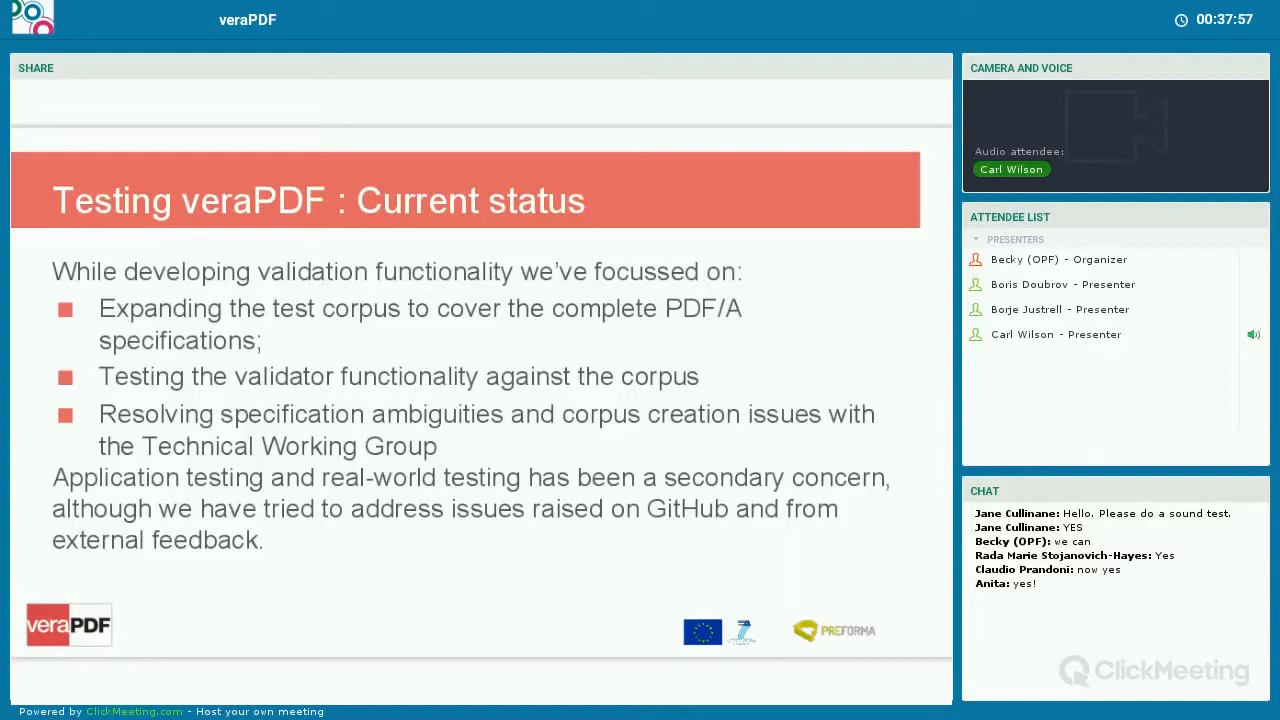 veraPDF
00:37:57
SHARE
Testing veraPDF : Current status
While developing validation functionality we've focussed on:
Expanding the test corpus to cover the complete PDF/A
specifications;
Testing the validator functionality against the corpus
Resolving specification ambiguities and corpus creation issues with
the Technical Working Group
Application testing and real-world testing has been a secondary concern,
although we have tried to address issues raised on GitHub and from
external feedback.
veraPDF
PREFORMA
CAMERA AND VOICE
Audio attendee:
Carl Wilson
ATTENDEE LIST
PRESENTERS
Becky (OPF) - Organizer
Boris Doubrov - Presenter
Borje Justrell - Presenter
Carl Wilson - Presenter
CHAT
Jane Cullinane: Hello. Please do a sound test.
Jane Cullinane: YES
Becky (OPF): we can
Rada Marie Stojanovich-Hayes: Yes
Claudio Prandoni: now yes
Anita: yes!
ClickMeeting
Powered by ClickMeeting.com - Host your own meeting